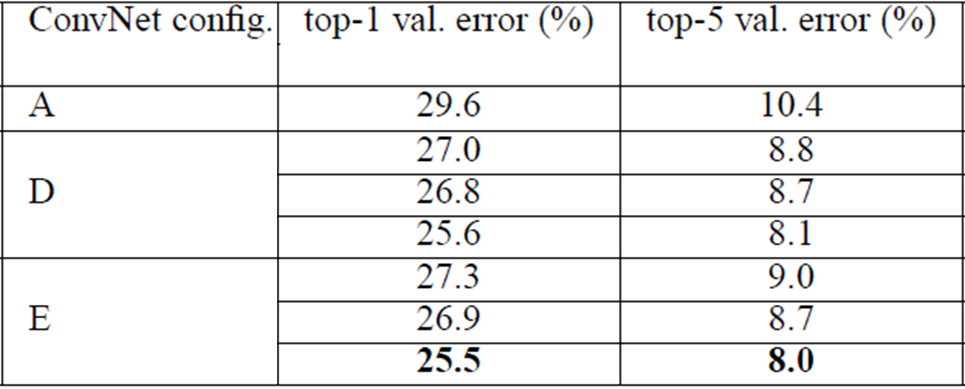 ConvNet config. top-1 val. error (%) top-5 val. error (%)
A 29.6 10.4
27.0 8.8
D 26.8 8.7
25.6 8.1
27.3 9.0
E 26.9 8.7
25.5 8.0